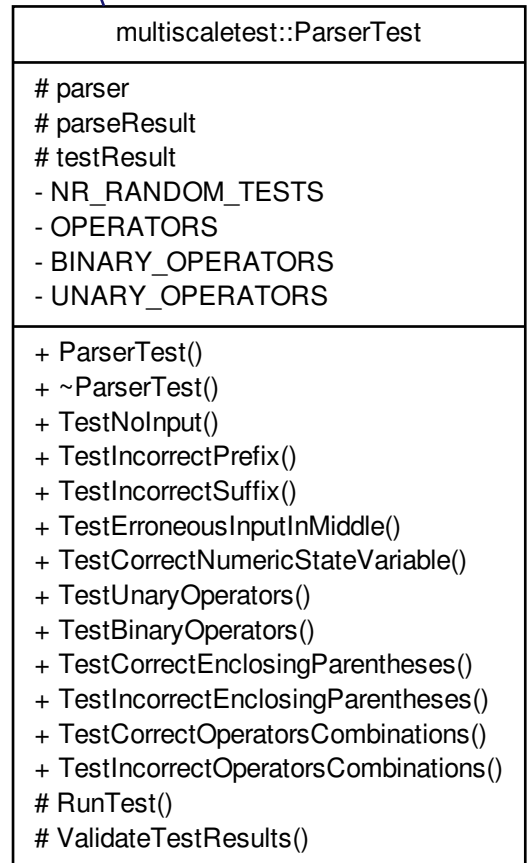 multiscaletest::ParserTest
# parser
# parseResult
# testResult
- NR_RANDOM_TESTS
- OPERATORS
- BINARY_OPERATORS
- UNARY_OPERATORS
+ ParserTest()
+ ~ParserTest()
+ TestNoInput()
+ TestIncorrectPrefix()
+ TestIncorrectSuffix()
+ TestErroneousInputInMiddle()
+ TestCorrectNumericStateVariable()
+ TestUnaryOperators()
+ TestBinaryOperators()
+ TestCorrectEnclosingParentheses()
+ TestIncorrectEnclosingParentheses()
+ TestCorrectOperatorsCombinations()
+ TestIncorrectOperatorsCombinations()
# RunTest()
# ValidateTestResults()